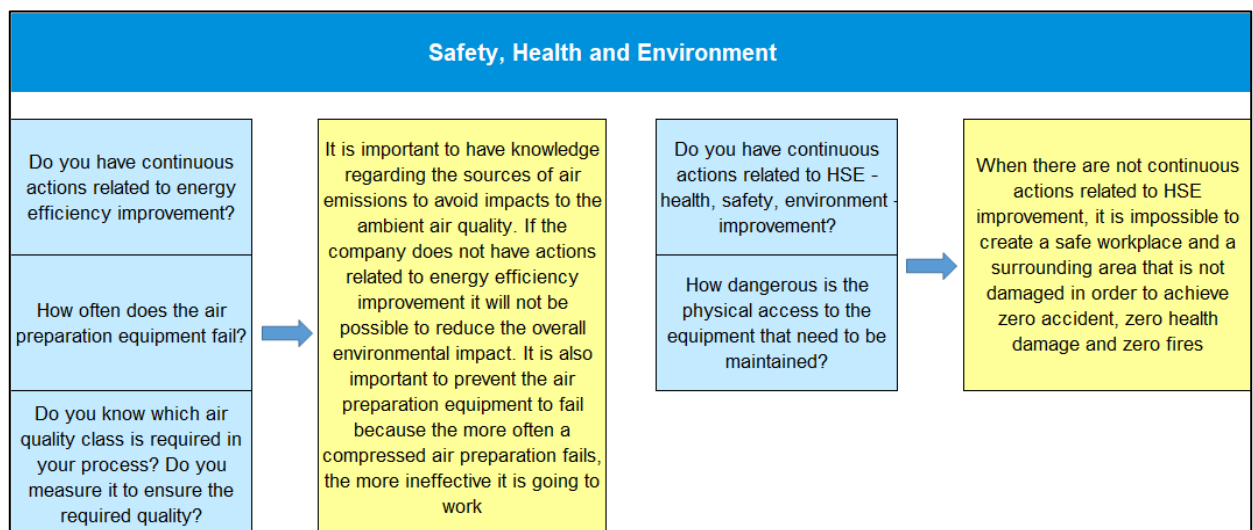 Safety, Health and Environment
Do you have continuous
actions related to energy
efficiency improvement?
How often does the air
preparation equipment fail?
Do you know which air
quality class is required in
your process? Do you
measure it to ensure the
required quality?
It is important to have knowledge
regarding the sources of air
emissions to avoid impacts to the
ambient air quality. If the
company does not have actions
related to energy efficiency
improvement it will not be
possible to reduce the overall
environmental impact. It is also
important to prevent the air
preparation equipment to fail
because the more often a
compressed air preparation fails,
the more ineffective it is going to
work
Do you have continuous
actions related to HSE -
health, safety, environment -
improvement?
How dangerous is the
physical access to the
equipment that need to be
maintained?
When there are not continuous
actions related to HSE
improvement, it is impossible to
create a safe workplace and a
surrounding area that is not
damaged in order to achieve
zero accident, zero health
damage and zero fires